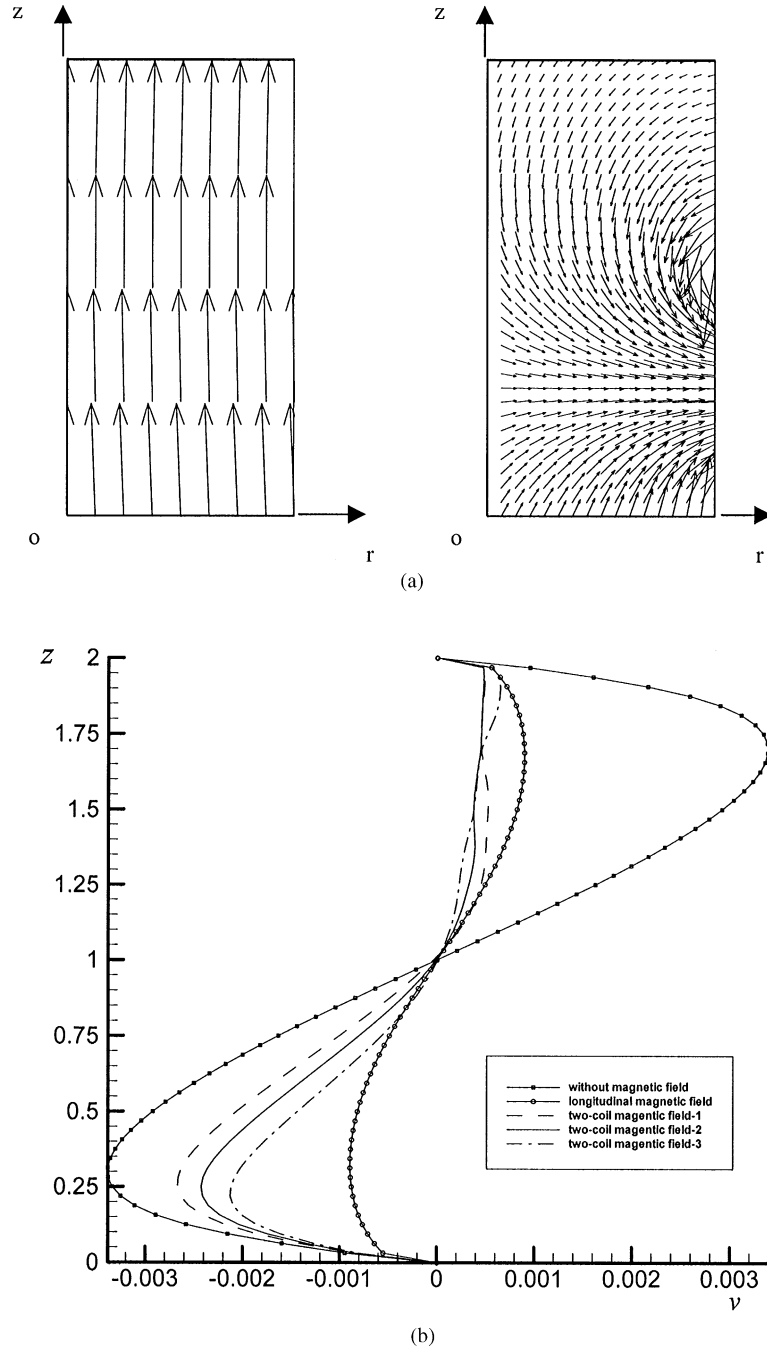 z z
o r o r
(a)
z
2
1.75
1.5
1.25
1
0.75
0.5
0.25
0
without magnetic field
longitudinal magnetic field
two-coil magentic field-1
two-coil magentic field-2
two-coil magentic field-3
-0.003 -0.002 -0.001 0 0.001 0.002 0.003
v
(b)